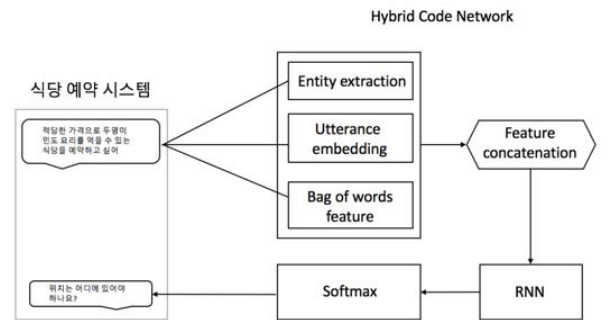 Hybrid Code Network
식당 예약 시스템
적당한 가격으로 두명이
인도 요리를 먹을 수 있는
식당을 예약하고 싶어
Entity extraction
Utterance
embedding
Bag of words
feature
Feature
concatenation
RNN
Softmax
위치는 어디에 있어야
하나요?